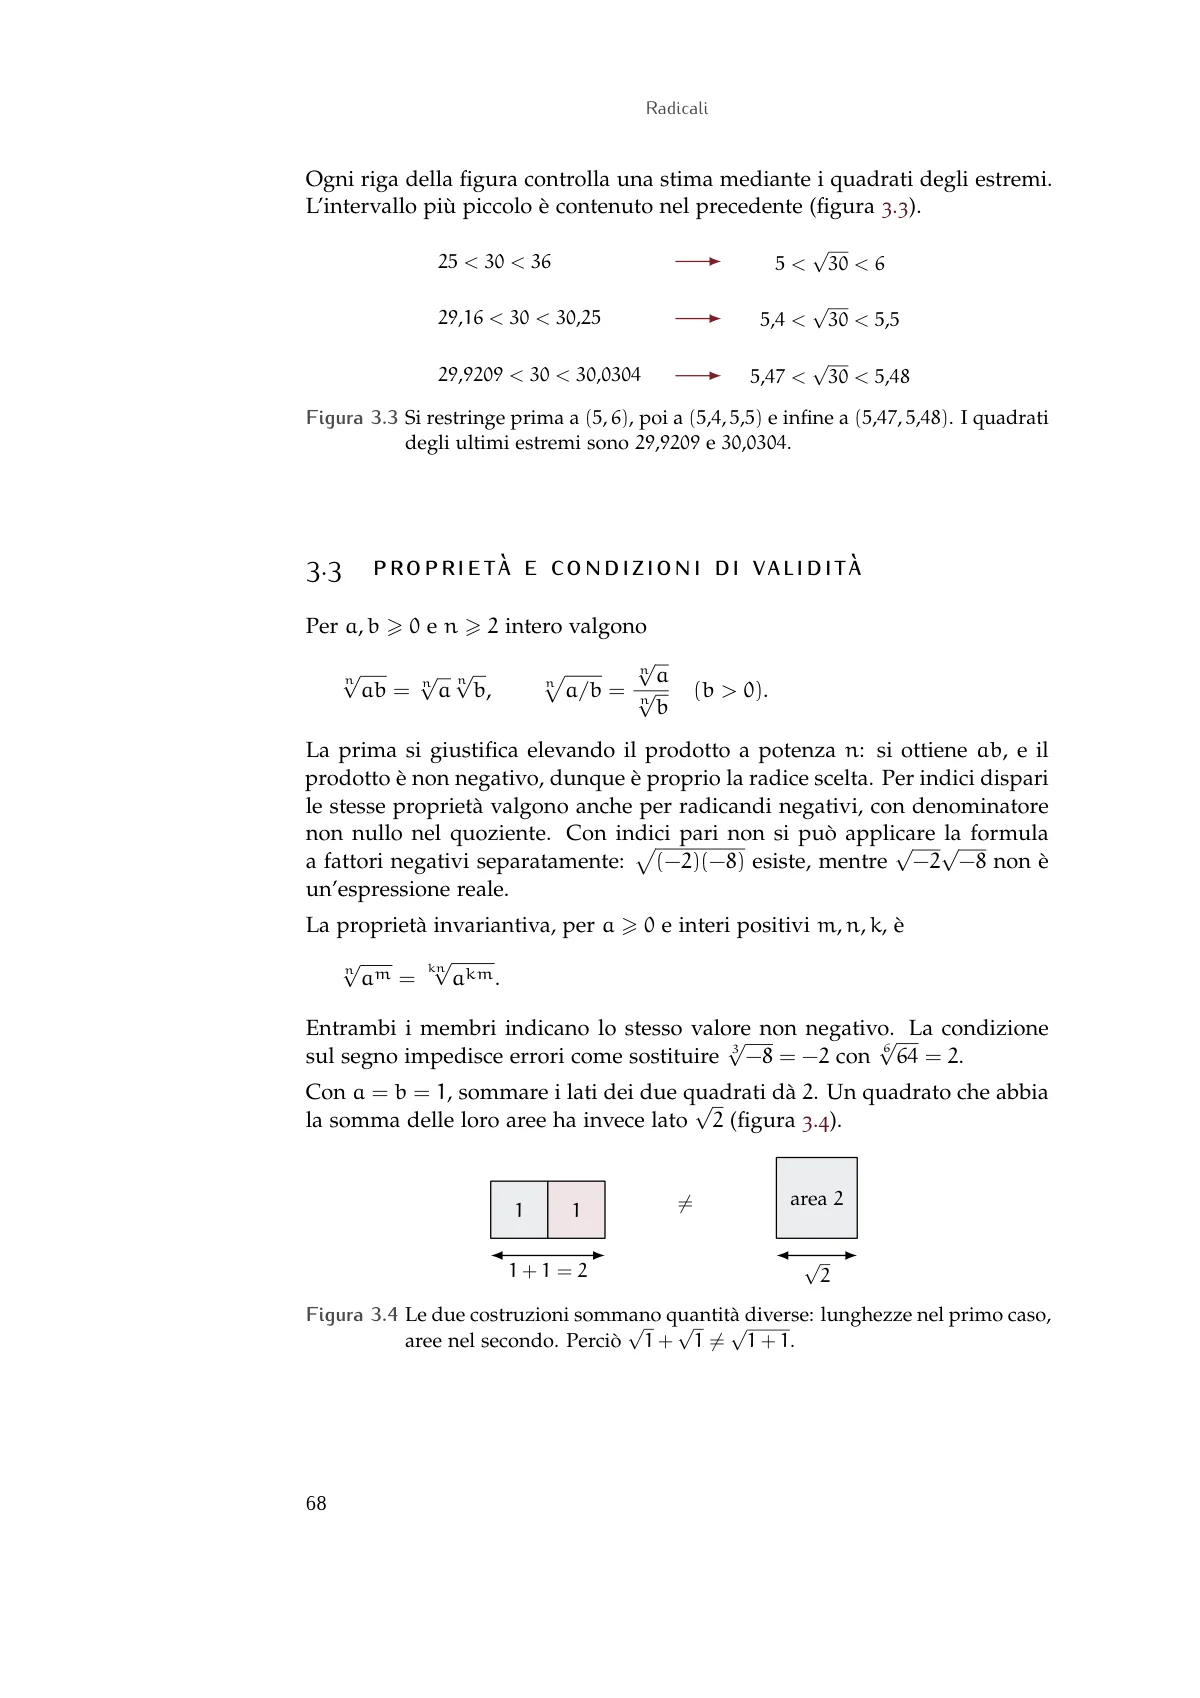 Radicali
Ogni riga della figura controlla una stima mediante i quadrati degli estremi.
L'intervallo più piccolo è contenuto nel precedente (figura 3.3).
25 < 30 < 36 ⟶ 5 < √30 < 6
29,16 < 30 < 30,25 ⟶ 5,4 < √30 < 5,5
29,9209 < 30 < 30,0304 ⟶ 5,47 < √30 < 5,48
Figura 3.3 Si restringe prima a (5, 6), poi a (5,4, 5,5) e infine a (5,47, 5,48). I quadrati
degli ultimi estremi sono 29,9209 e 30,0304.
3.3 PROPRIETÀ E CONDIZIONI DI VALIDITÀ
Per a, b ⩾ 0 e n ⩾ 2 intero valgono
ⁿ√(ab) = ⁿ√a ⁿ√b, ⁿ√(a/b) = ⁿ√a / ⁿ√b (b > 0).
La prima si giustifica elevando il prodotto a potenza n: si ottiene ab, e il
prodotto è non negativo, dunque è proprio la radice scelta. Per indici dispari
le stesse proprietà valgono anche per radicandi negativi, con denominatore
non nullo nel quoziente. Con indici pari non si può applicare la formula
a fattori negativi separatamente: √((−2)(−8)) esiste, mentre √−2√−8 non è
un'espressione reale.
La proprietà invariantiva, per a ⩾ 0 e interi positivi m, n, k, è
ⁿ√(aᵐ) = ᵏⁿ√(aᵏᵐ).
Entrambi i membri indicano lo stesso valore non negativo. La condizione
sul segno impedisce errori come sostituire ³√−8 = −2 con ⁶√64 = 2.
Con a = b = 1, sommare i lati dei due quadrati dà 2. Un quadrato che abbia
la somma delle loro aree ha invece lato √2 (figura 3.4).
1 1 ≠ area 2
1 + 1 = 2 √2
Figura 3.4 Le due costruzioni sommano quantità diverse: lunghezze nel primo caso,
aree nel secondo. Perciò √1 + √1 ≠ √(1 + 1).
68